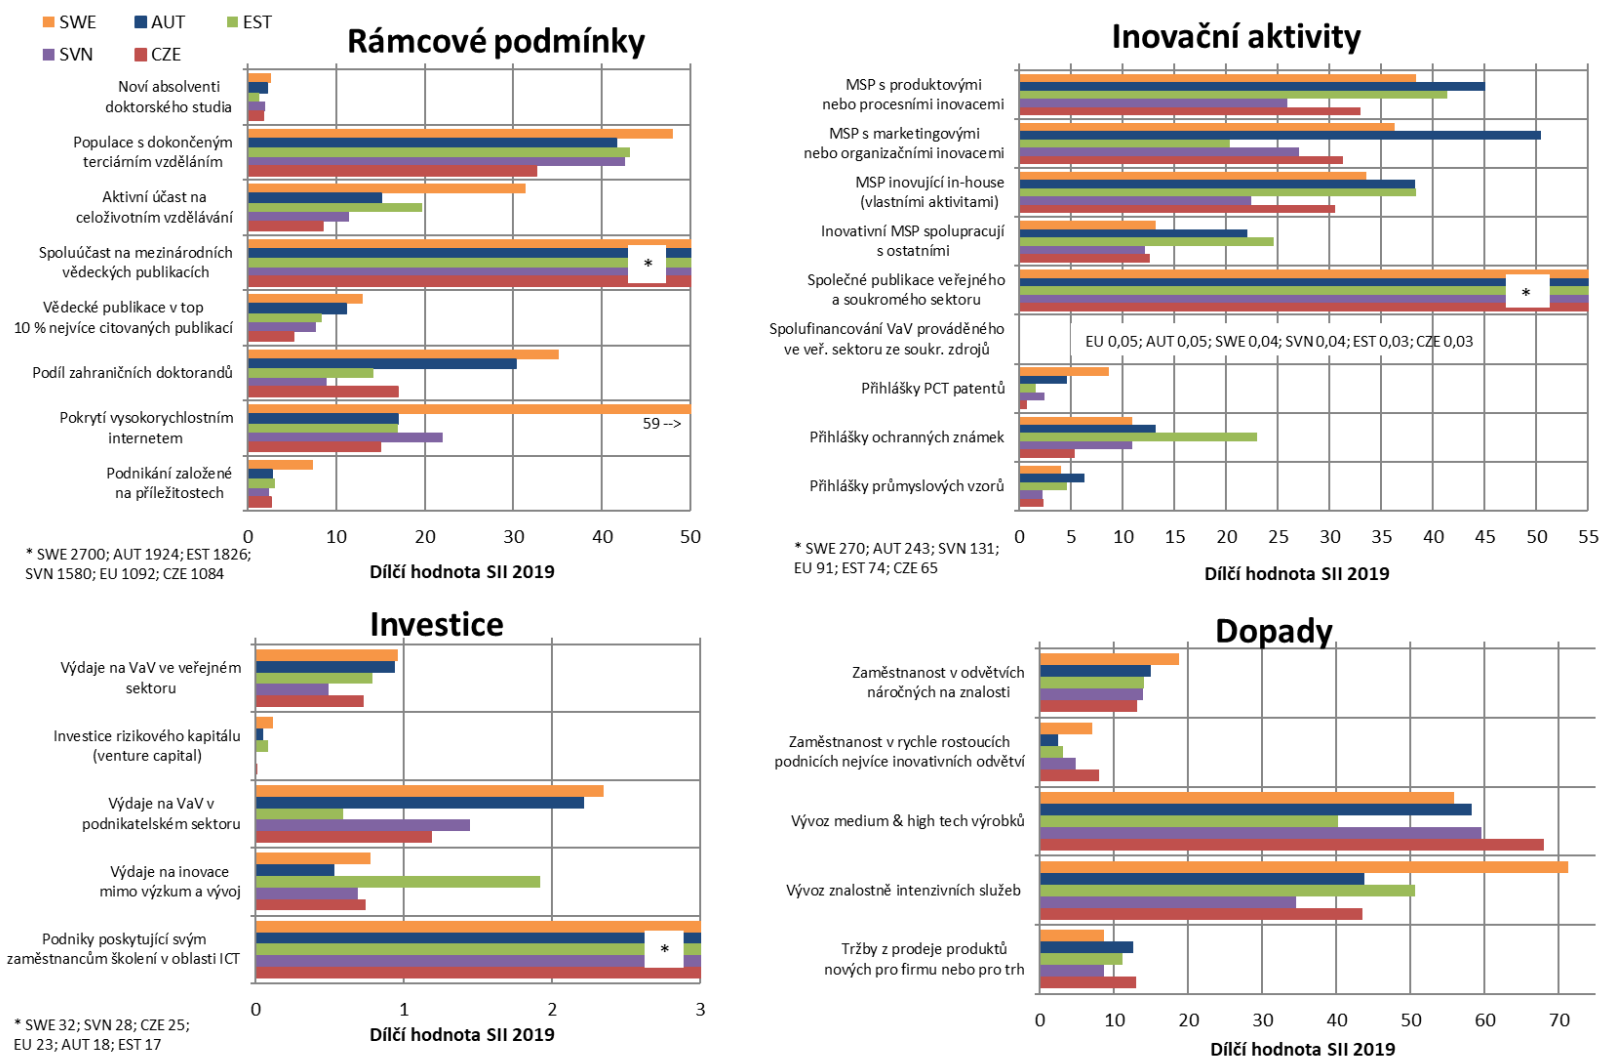 SWE AUT EST
SVN CZE
Rámcové podmínky
Noví absolventi
doktorského studia
Populace s dokončeným
terciárním vzděláním
Aktivní účast na
celoživotním vzdělávání
Spoluúčast na mezinárodních
vědeckých publikacích
*
Vědecké publikace v top
10 % nejvíce citovaných publikací
Podíl zahraničních doktorandů
Pokrytí vysokorychlostním
internetem
59 -->
Podnikání založené
na příležitostech
0 10 20 30 40 50
* SWE 2700; AUT 1924; EST 1826;
SVN 1580; EU 1092; CZE 1084
Dílčí hodnota SII 2019
Inovační aktivity
MSP s produktovými
nebo procesními inovacemi
MSP s marketingovými
nebo organizačními inovacemi
MSP inovující in-house
(vlastními aktivitami)
Inovativní MSP spolupracují
s ostatními
Společné publikace veřejného
a soukromého sektoru
*
Spolufinancování VaV prováděného
ve veř. sektoru ze soukr. zdrojů
EU 0,05; AUT 0,05; SWE 0,04; SVN 0,04; EST 0,03; CZE 0,03
Přihlášky PCT patentů
Přihlášky ochranných známek
Přihlášky průmyslových vzorů
0 5 10 15 20 25 30 35 40 45 50 55
* SWE 270; AUT 243; SVN 131;
EU 91; EST 74; CZE 65
Dílčí hodnota SII 2019
Investice
Výdaje na VaV ve veřejném
sektoru
Investice rizikového kapitálu
(venture capital)
Výdaje na VaV v
podnikatelském sektoru
Výdaje na inovace
mimo výzkum a vývoj
Podniky poskytující svým
zaměstnancům školení v oblasti ICT
*
0 1 2 3
* SWE 32; SVN 28; CZE 25;
EU 23; AUT 18; EST 17
Dílčí hodnota SII 2019
Dopady
Zaměstnanost v odvětvích
náročných na znalosti
Zaměstnanost v rychle rostoucích
podnicích nejvíce inovativních odvětví
Vývoz medium & high tech výrobků
Vývoz znalostně intenzivních služeb
Tržby z prodeje produktů
nových pro firmu nebo pro trh
0 10 20 30 40 50 60 70
Dílčí hodnota SII 2019